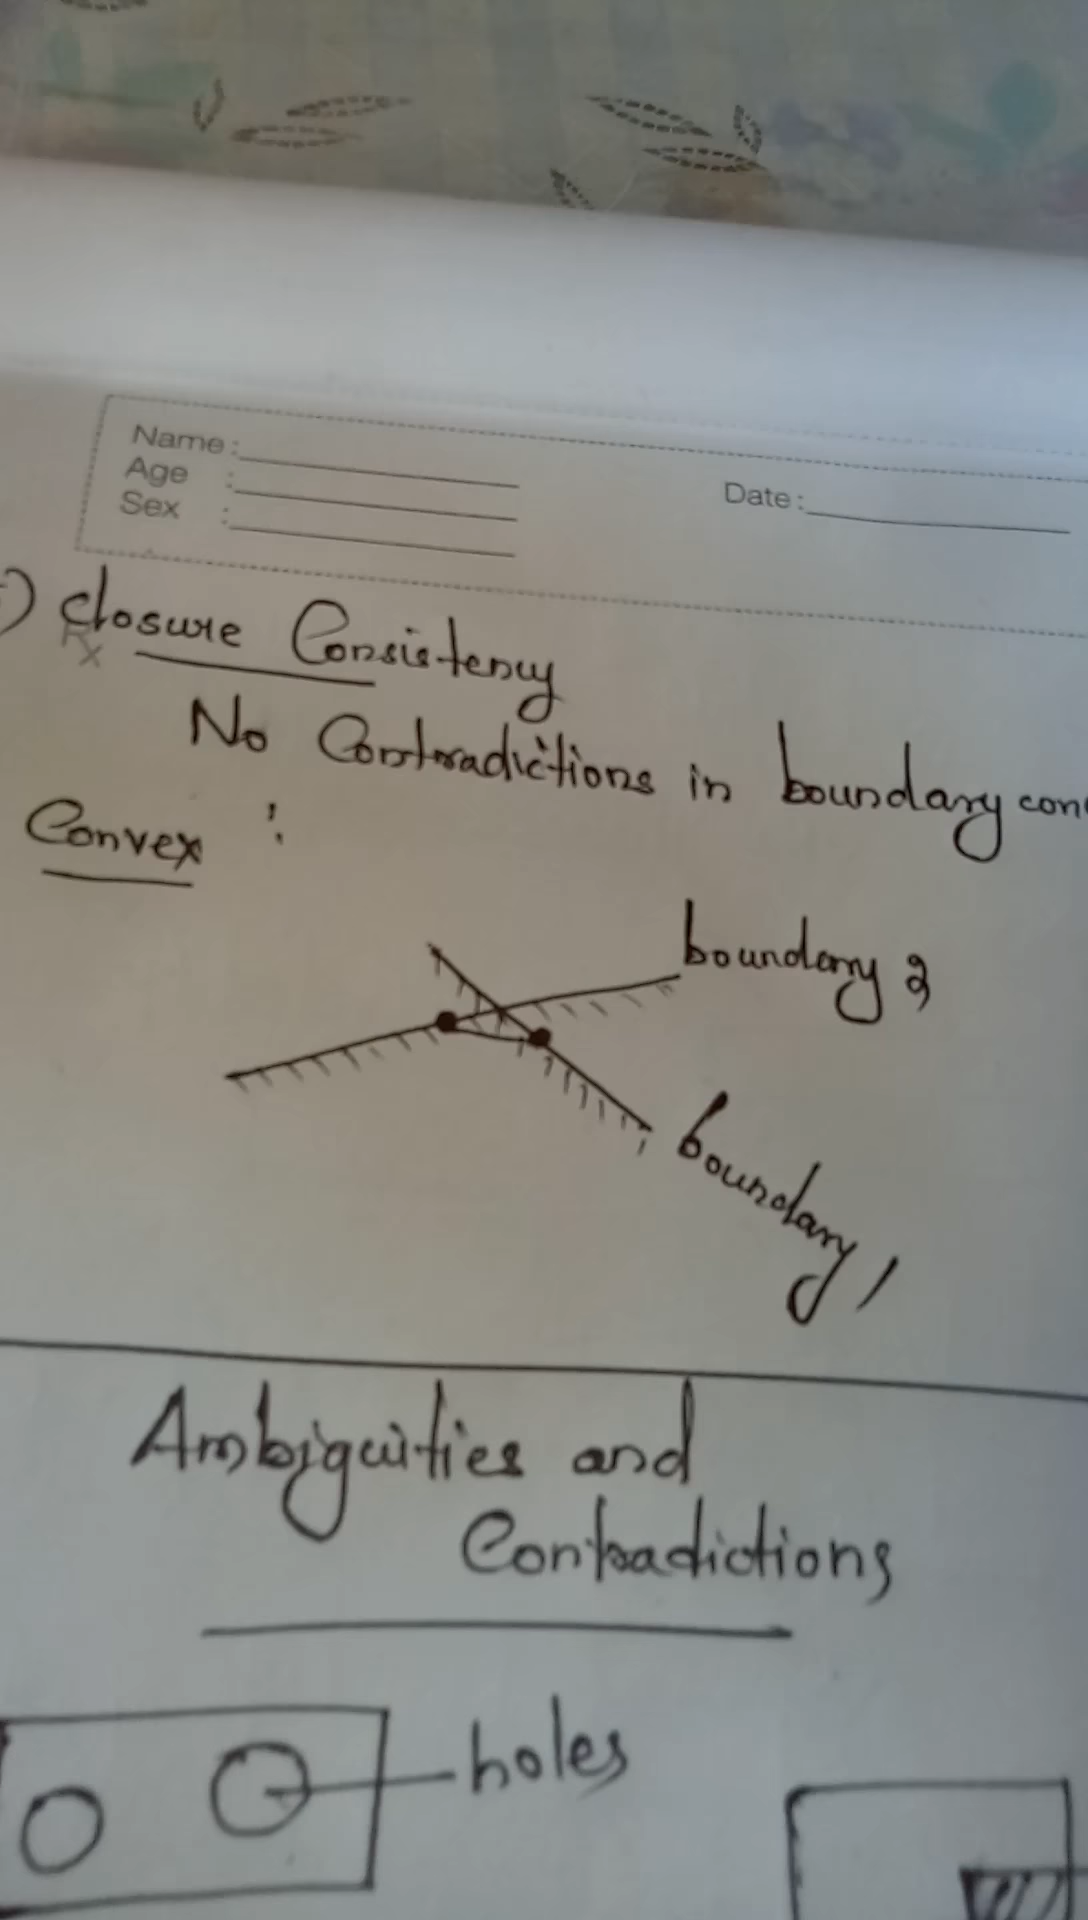 Name:
Age :
Sex :
Date:
) Closure Consistency
Rx
No Contradictions in boundary con
Convex :
boundary 2
boundary 1
Ambiguities and
Contradictions
holes